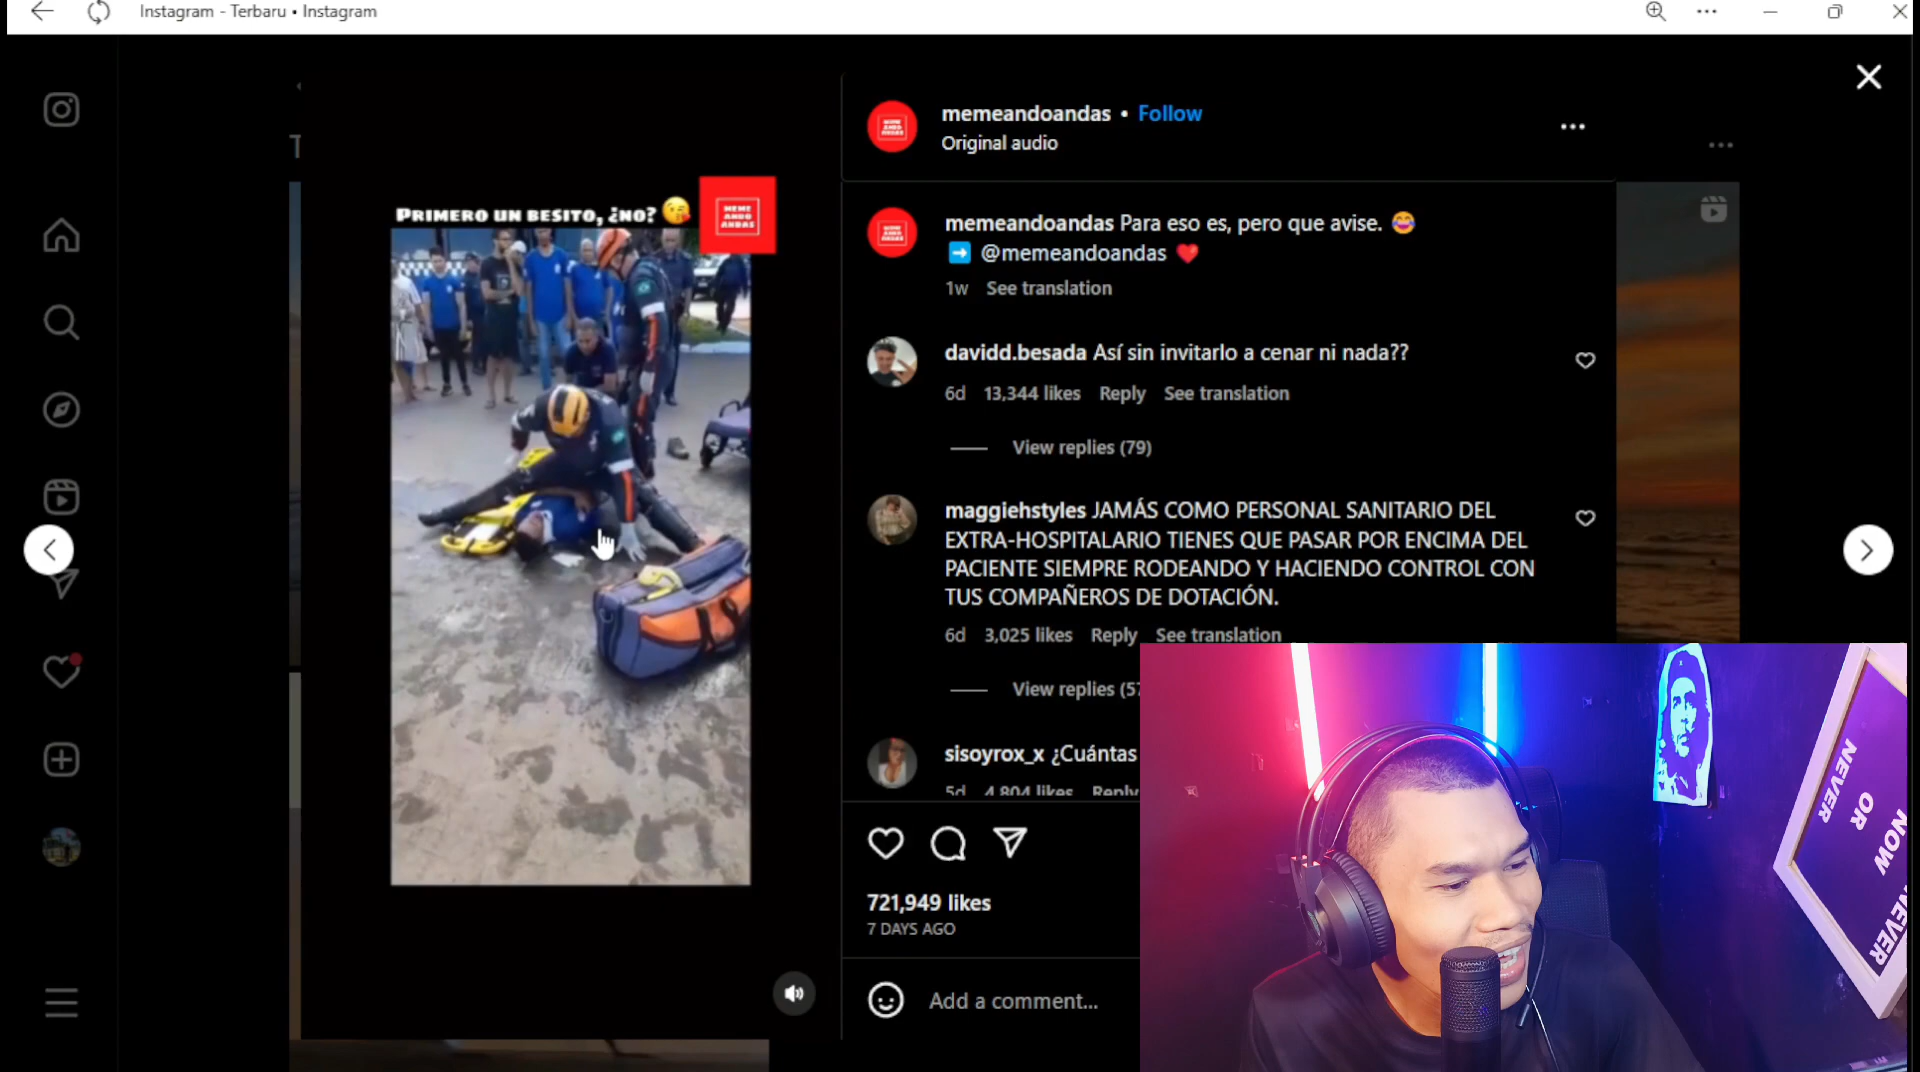 Instagram - Terbaru • Instagram
memeandoandas • Follow
Original audio
PRIMERO UN BESITO, ¿NO? 😘
MEME
ANDO
ANDAS
memeandoandas Para eso es, pero que avise. 😂
➡️ @memeandoandas ❤️
1w See translation
davidd.besada Así sin invitarlo a cenar ni nada??
6d 13,344 likes Reply See translation
View replies (79)
maggiehstyles JAMÁS COMO PERSONAL SANITARIO DEL
EXTRA-HOSPITALARIO TIENES QUE PASAR POR ENCIMA DEL
PACIENTE SIEMPRE RODEANDO Y HACIENDO CONTROL CON
TUS COMPAÑEROS DE DOTACIÓN.
6d 3,025 likes Reply See translation
View replies (57
sisoyrox_x ¿Cuántas
5d 4,804 likes Reply
721,949 likes
7 DAYS AGO
Add a comment...
NEVER
OR
NOW
NEVER